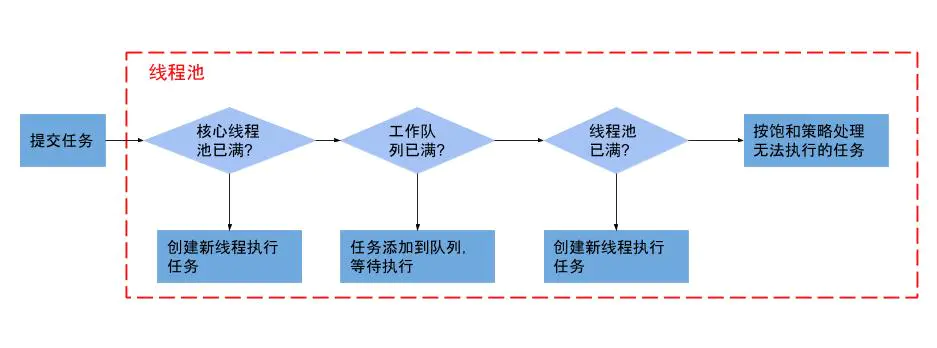 线程池
提交任务
核心线程
池已满?
工作队
列已满?
线程池
已满?
按饱和策略处理
无法执行的任务
创建新线程执行
任务
任务添加到队列,
等待执行
创建新线程执行
任务